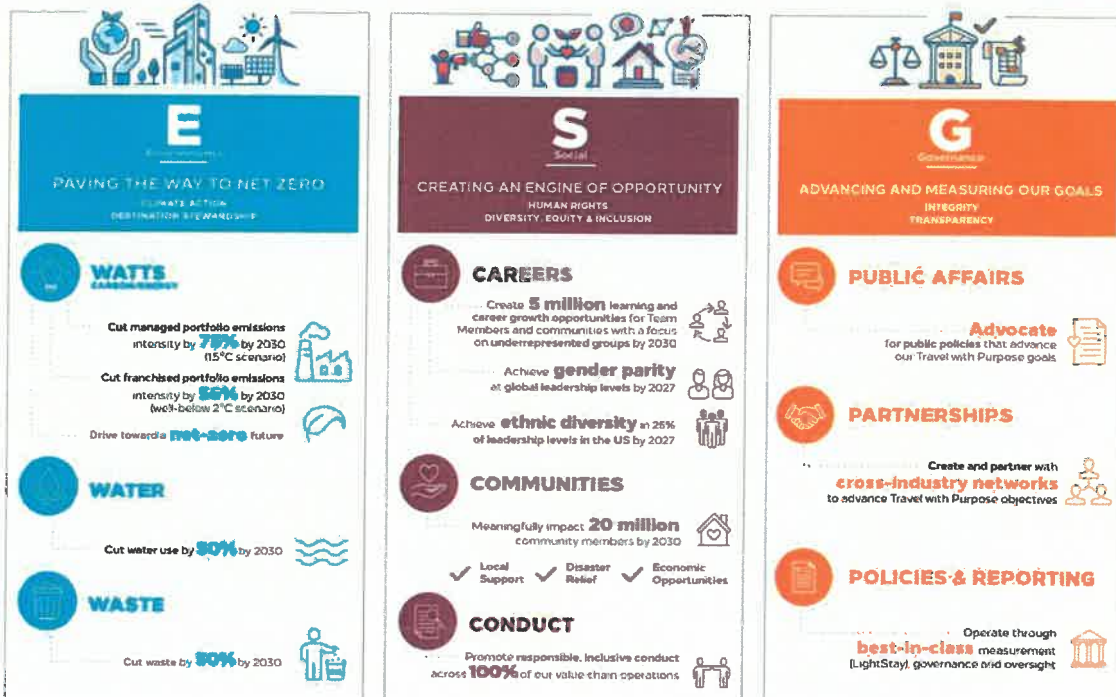 E
Environmental
PAVING THE WAY TO NET ZERO
CLIMATE ACTION
DESTINATION STEWARDSHIP
WATTS
CARBON/ENERGY
Cut managed portfolio emissions
intensity by 75% by 2030
(1.5°C scenario)
Cut franchised portfolio emissions
intensity by 56% by 2030
(well-below 2°C scenario)
Drive towards a net-zero future
WATER
Cut water use by 50% by 2030
WASTE
Cut waste by 50% by 2030
S
Social
CREATING AN ENGINE OF OPPORTUNITY
HUMAN RIGHTS
DIVERSITY, EQUITY & INCLUSION
CAREERS
Create 5 million learning and
career growth opportunities for Team
Members and communities with a focus
on underrepresented groups by 2030
Achieve gender parity
at global leadership levels by 2027
Achieve ethnic diversity in 25%
of leadership levels in the US by 2027
COMMUNITIES
Meaningfully impact 20 million
community members by 2030
Local
Support
Disaster
Relief
Economic
Opportunities
CONDUCT
Promote responsible, inclusive conduct
across 100% of our value chain operations
G
Governance
ADVANCING AND MEASURING OUR GOALS
INTEGRITY
TRANSPARENCY
PUBLIC AFFAIRS
Advocate
for public policies that advance
our Travel with Purpose goals
PARTNERSHIPS
Create and partner with
cross-industry networks
to advance Travel with Purpose objectives
POLICIES & REPORTING
Operate through
best-in-class measurement
(LightStay), governance and oversight